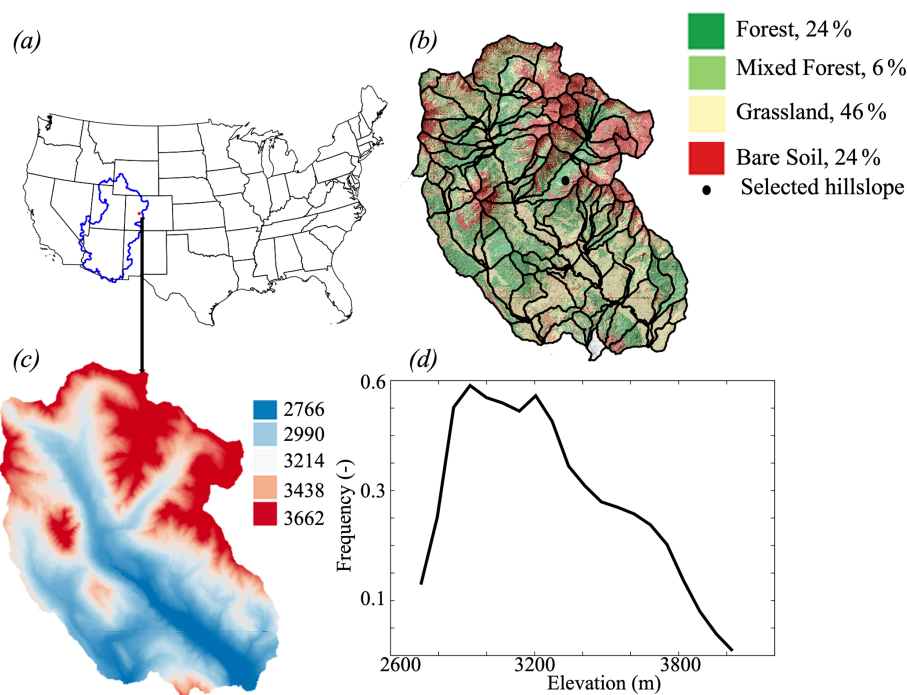 (a)
(b)
Forest, 24 %
Mixed Forest, 6 %
Grassland, 46 %
Bare Soil, 24 %
Selected hillslope
(c)
2766
2990
3214
3438
3662
(d)
0.6
0.3
0.1
Frequency (-)
2600 3200 3800
Elevation (m)